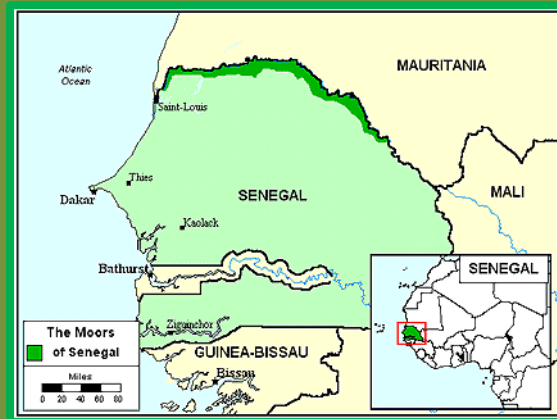 Atlantic
Ocean
MAURITANIA
Saint-Louis
Thies
Dakar
SENEGAL
MALI
Kaolack
Bathurst
SENEGAL
Ziguinchor
The Moors
of Senegal
GUINEA-BISSAU
Bissau
Miles
0 20 40 60 80